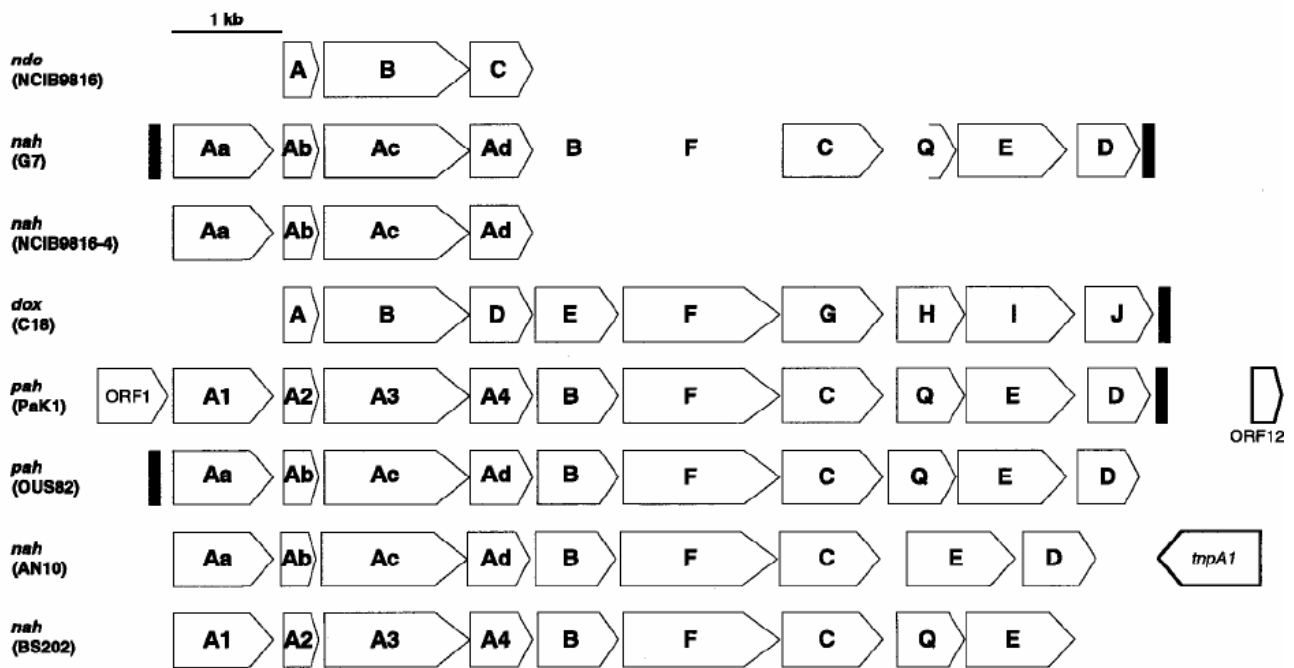 1 kb
ndo A B C
(NCIB9816)
nah Aa Ab Ac Ad B F C Q E D
(G7)
nah Aa Ab Ac Ad
(NCIB9816-4)
dox A B D E F G H I J
(C18)
pah ORF1 A1 A2 A3 A4 B F C Q E D
(PaK1)
ORF12
pah Aa Ab Ac Ad B F C Q E D
(OUS82)
nah Aa Ab Ac Ad B F C E D tnpA1
(AN10)
nah A1 A2 A3 A4 B F C Q E
(BS202)